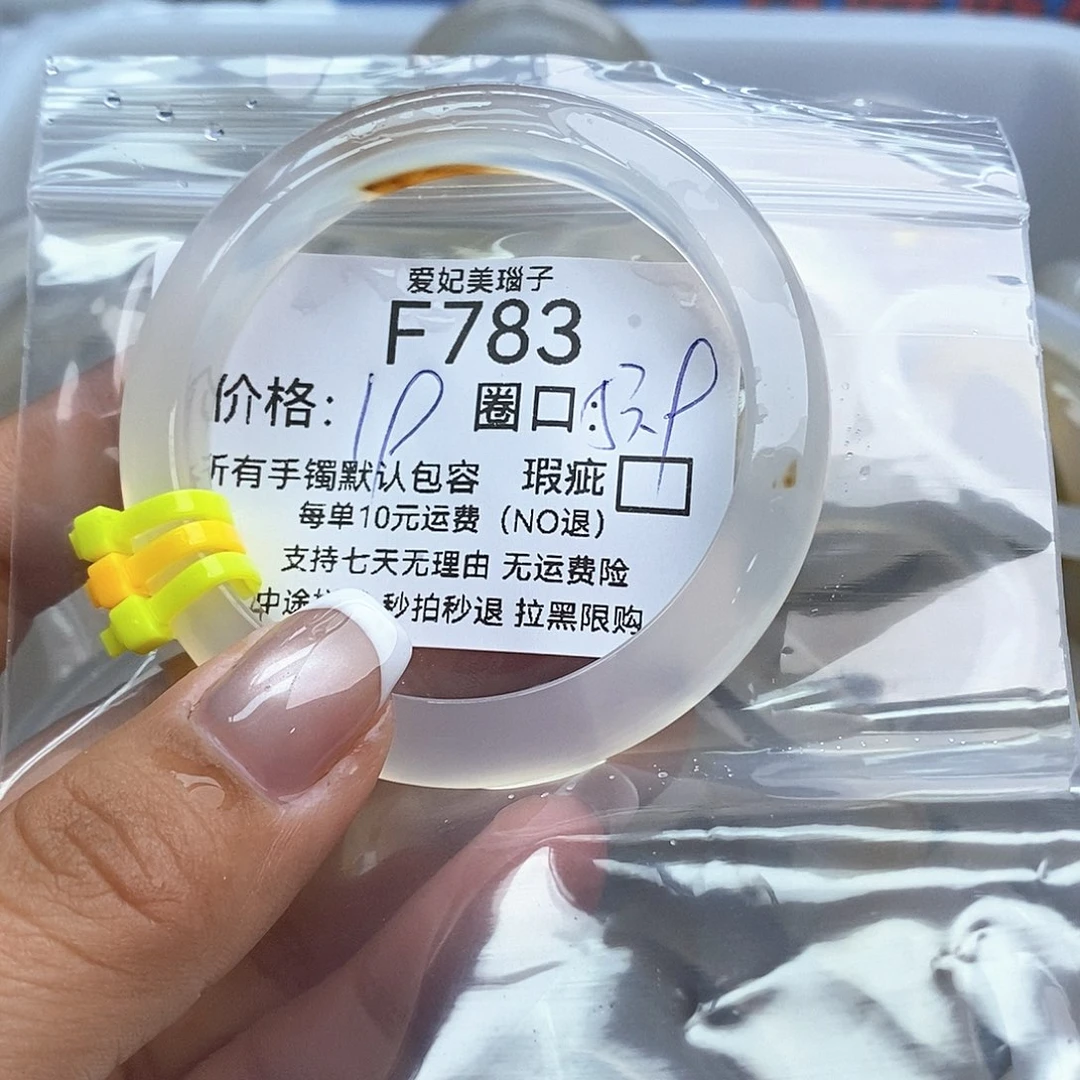 爱妃美瑙子
F783
价格: 圈口:
所有手镯默认包容 瑕疵
每单10元运费（NO退）
支持七天无理由 无运费险
中途 秒拍秒退 拉黑限购